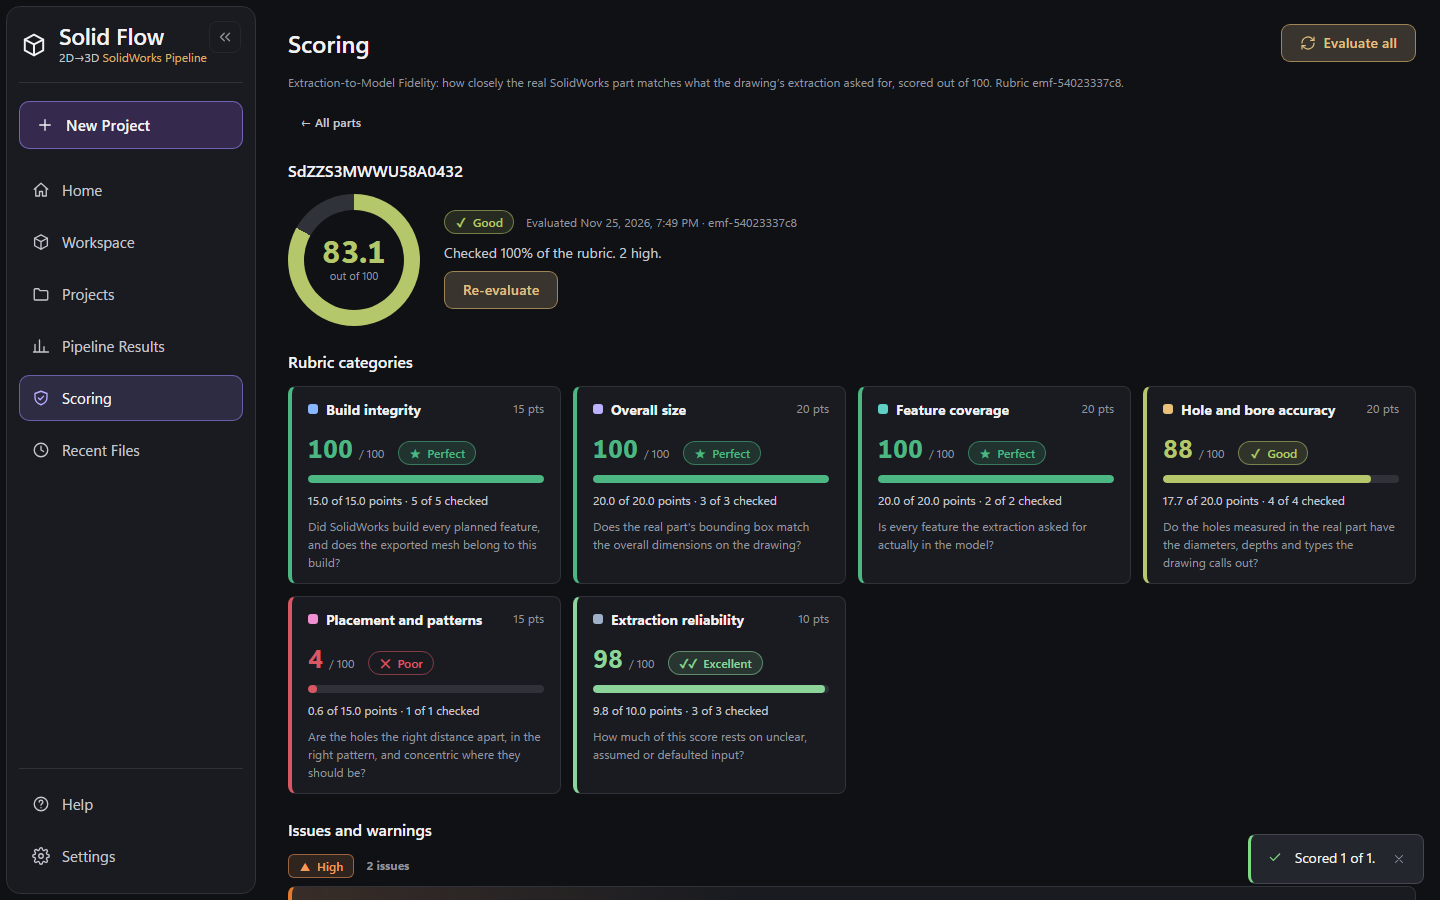 Solid Flow
2D→3D SolidWorks Pipeline
New Project
Home
Workspace
Projects
Pipeline Results
Scoring
Recent Files
Help
Settings
Scoring
Evaluate all
Extraction-to-Model Fidelity: how closely the real SolidWorks part matches what the drawing's extraction asked for, scored out of 100. Rubric emf-54023337c8.
← All parts
SdZZS3MWWU58A0432
83.1
out of 100
Good
Evaluated Nov 25, 2026, 7:49 PM · emf-54023337c8
Checked 100% of the rubric. 2 high.
Re-evaluate
Rubric categories
Build integrity 15 pts
100 / 100 Perfect
15.0 of 15.0 points · 5 of 5 checked
Did SolidWorks build every planned feature,
and does the exported mesh belong to this
build?
Overall size 20 pts
100 / 100 Perfect
20.0 of 20.0 points · 3 of 3 checked
Does the real part's bounding box match
the overall dimensions on the drawing?
Feature coverage 20 pts
100 / 100 Perfect
20.0 of 20.0 points · 2 of 2 checked
Is every feature the extraction asked for
actually in the model?
Hole and bore accuracy 20 pts
88 / 100 Good
17.7 of 20.0 points · 4 of 4 checked
Do the holes measured in the real part have
the diameters, depths and types the
drawing calls out?
Placement and patterns 15 pts
4 / 100 Poor
0.6 of 15.0 points · 1 of 1 checked
Are the holes the right distance apart, in the
right pattern, and concentric where they
should be?
Extraction reliability 10 pts
98 / 100 Excellent
9.8 of 10.0 points · 3 of 3 checked
How much of this score rests on unclear,
assumed or defaulted input?
Issues and warnings
High 2 issues
Scored 1 of 1.